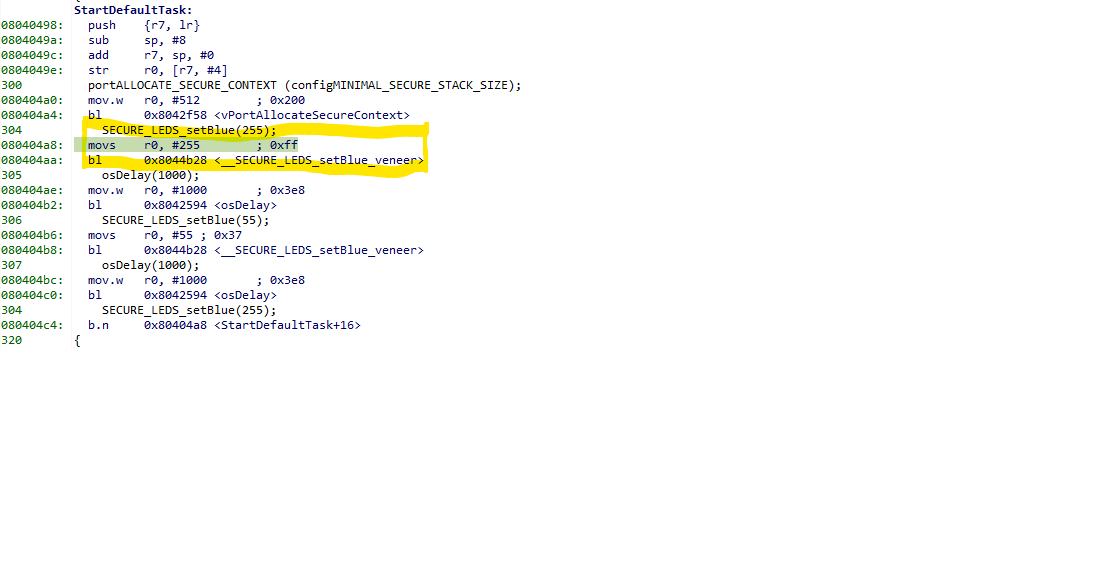 {
StartDefaultTask:
08040498: push {r7, lr}
0804049a: sub sp, #8
0804049c: add r7, sp, #0
0804049e: str r0, [r7, #4]
300 portALLOCATE_SECURE_CONTEXT (configMINIMAL_SECURE_STACK_SIZE);
080404a0: mov.w r0, #512 ; 0x200
080404a4: bl 0x8042f58 <vPortAllocateSecureContext>
304 SECURE_LEDS_setBlue(255);
080404a8: movs r0, #255 ; 0xff
080404aa: bl 0x8044b28 <__SECURE_LEDS_setBlue_veneer>
305 osDelay(1000);
080404ae: mov.w r0, #1000 ; 0x3e8
080404b2: bl 0x8042594 <osDelay>
306 SECURE_LEDS_setBlue(55);
080404b6: movs r0, #55 ; 0x37
080404b8: bl 0x8044b28 <__SECURE_LEDS_setBlue_veneer>
307 osDelay(1000);
080404bc: mov.w r0, #1000 ; 0x3e8
080404c0: bl 0x8042594 <osDelay>
304 SECURE_LEDS_setBlue(255);
080404c4: b.n 0x80404a8 <StartDefaultTask+16>
320 {